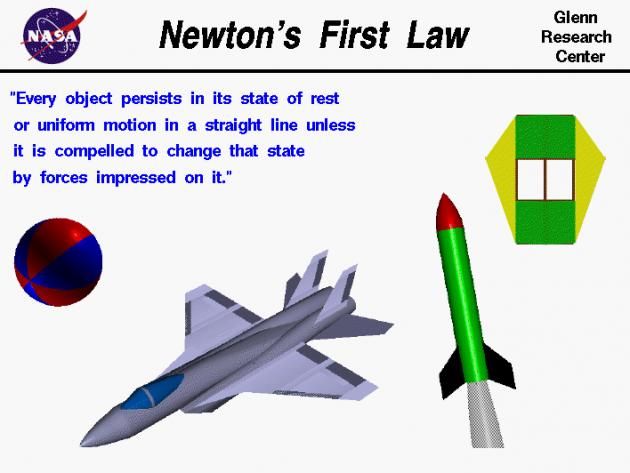 NASA
Newton's First Law
Glenn
Research
Center
"Every object persists in its state of rest
or uniform motion in a straight line unless
it is compelled to change that state
by forces impressed on it."